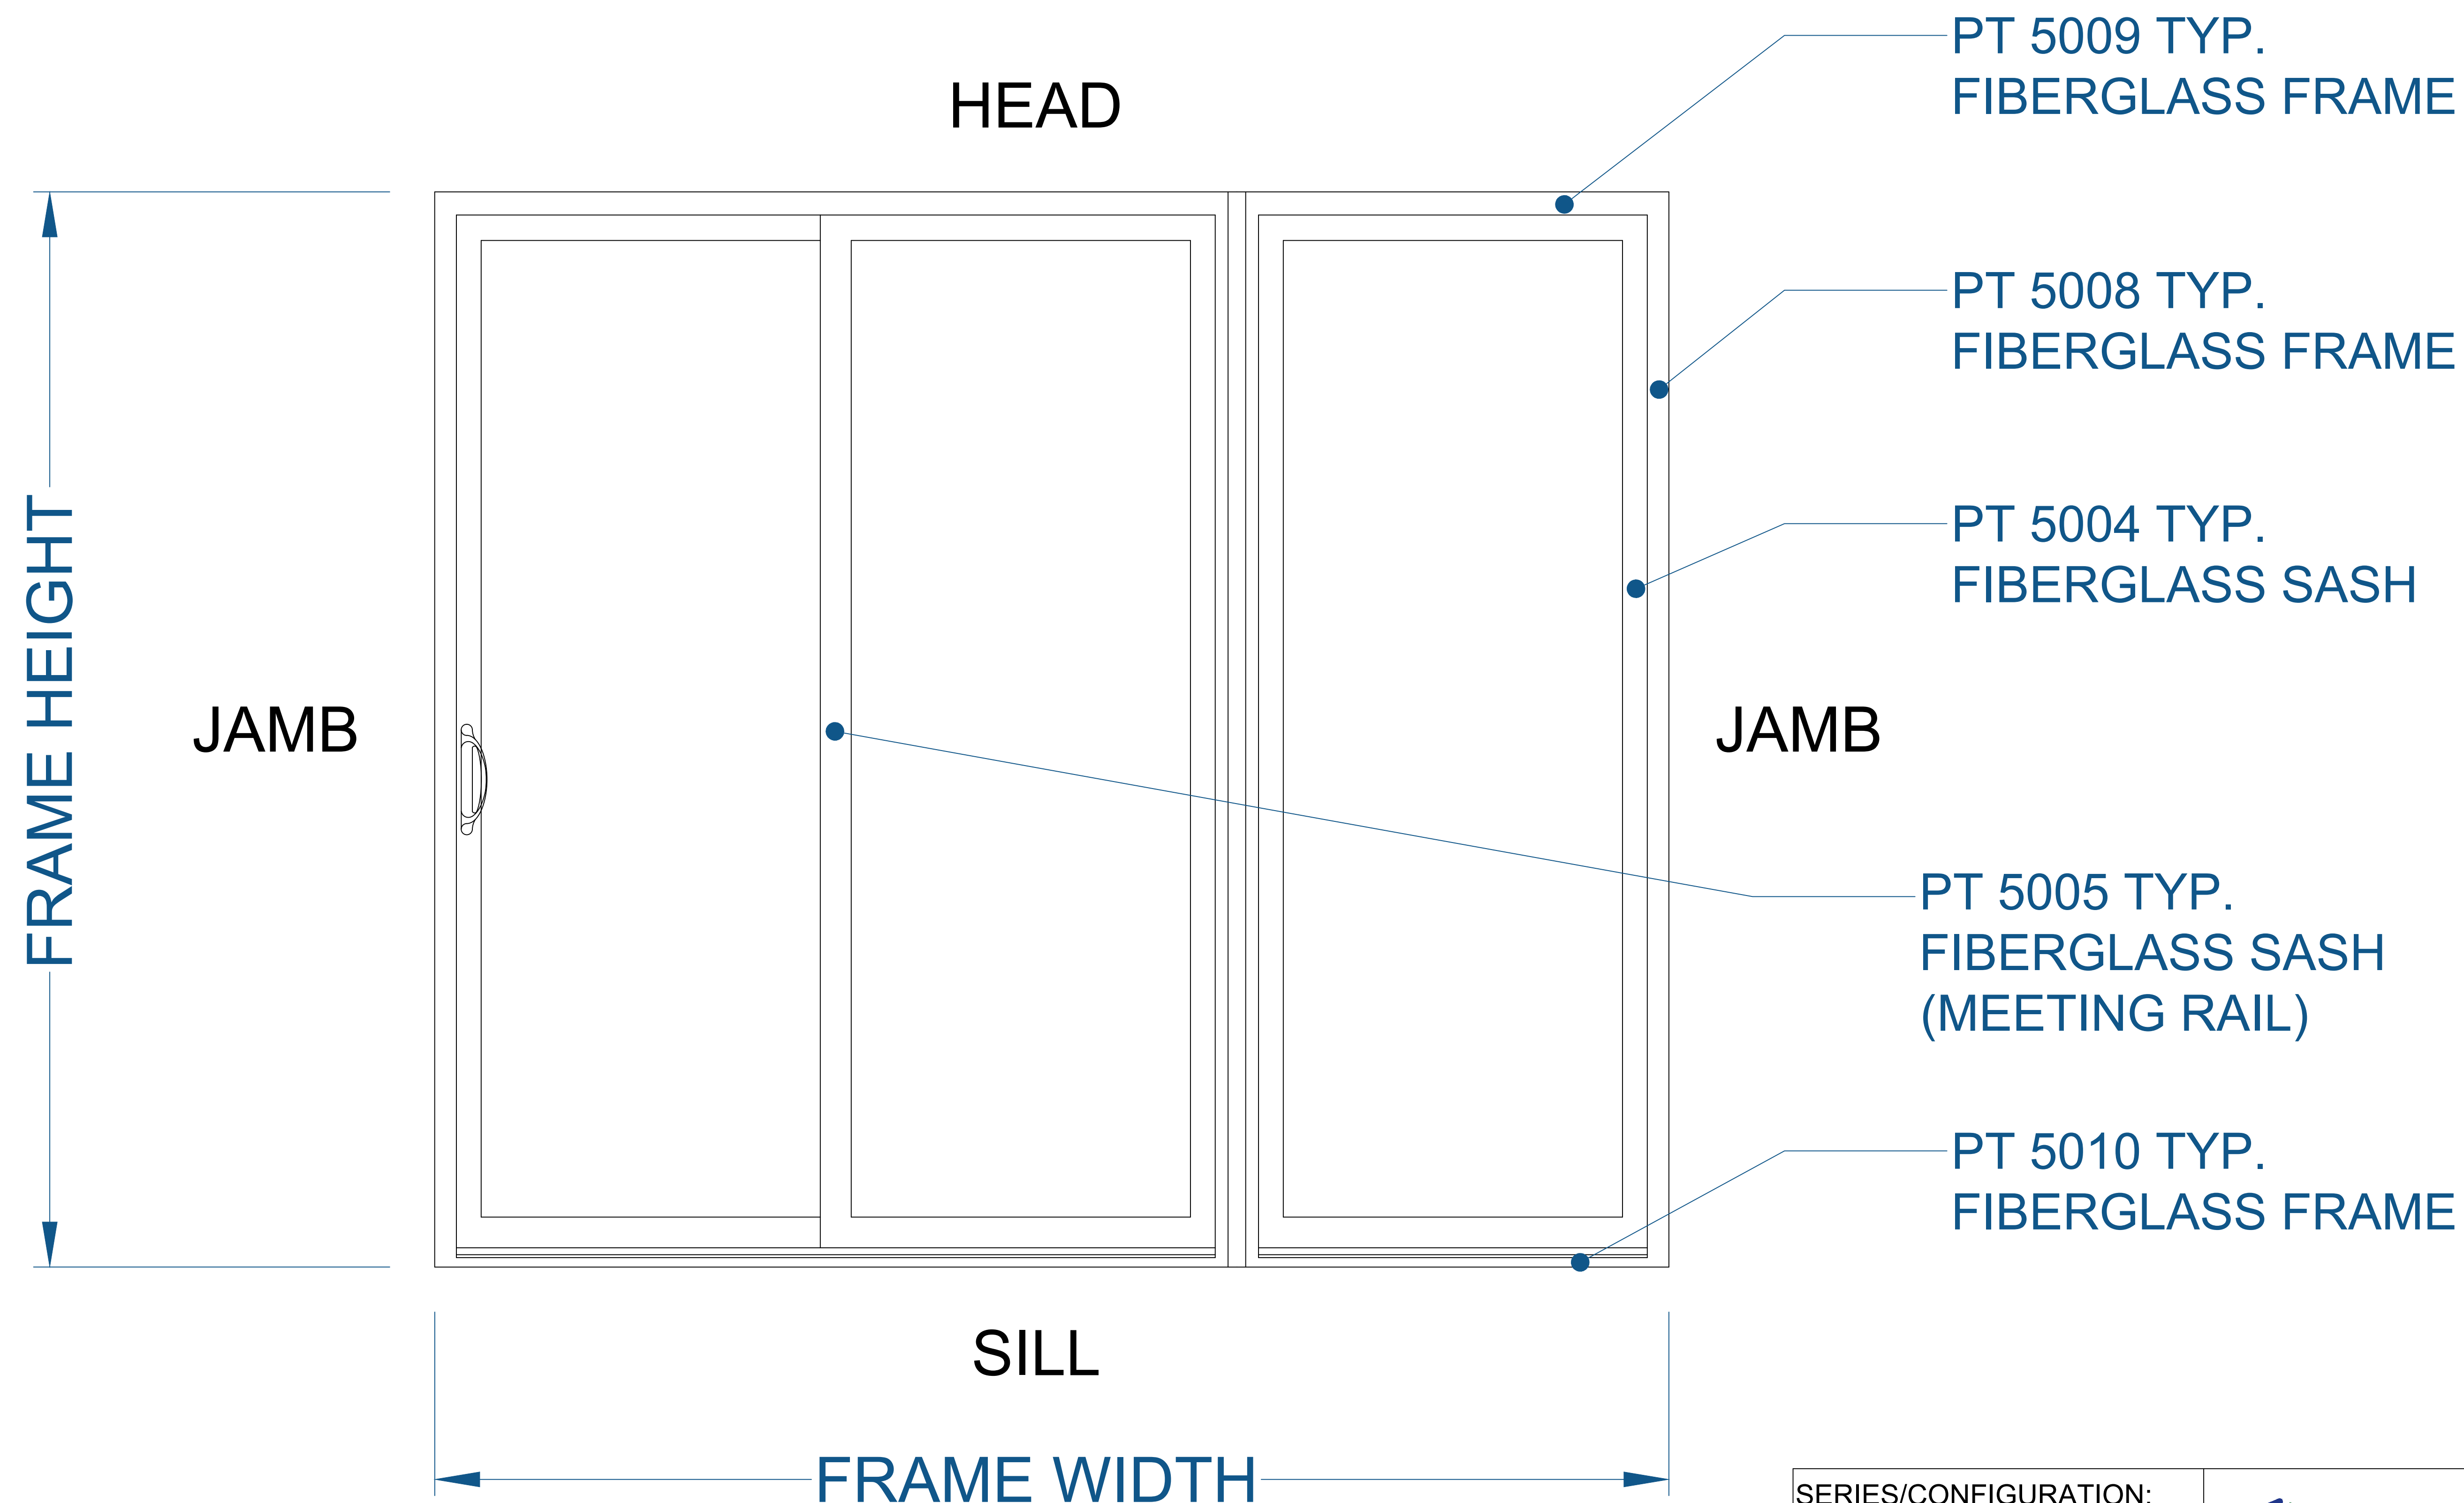 PT 5009 TYP.
FIBERGLASS FRAME
HEAD
PT 5008 TYP.
FIBERGLASS FRAME
PT 5004 TYP.
FIBERGLASS SASH
FRAME HEIGHT
JAMB
JAMB
PT 5005 TYP.
FIBERGLASS SASH
(MEETING RAIL)
PT 5010 TYP.
FIBERGLASS FRAME
SILL
FRAME WIDTH
SERIES/CONFIGURATION: